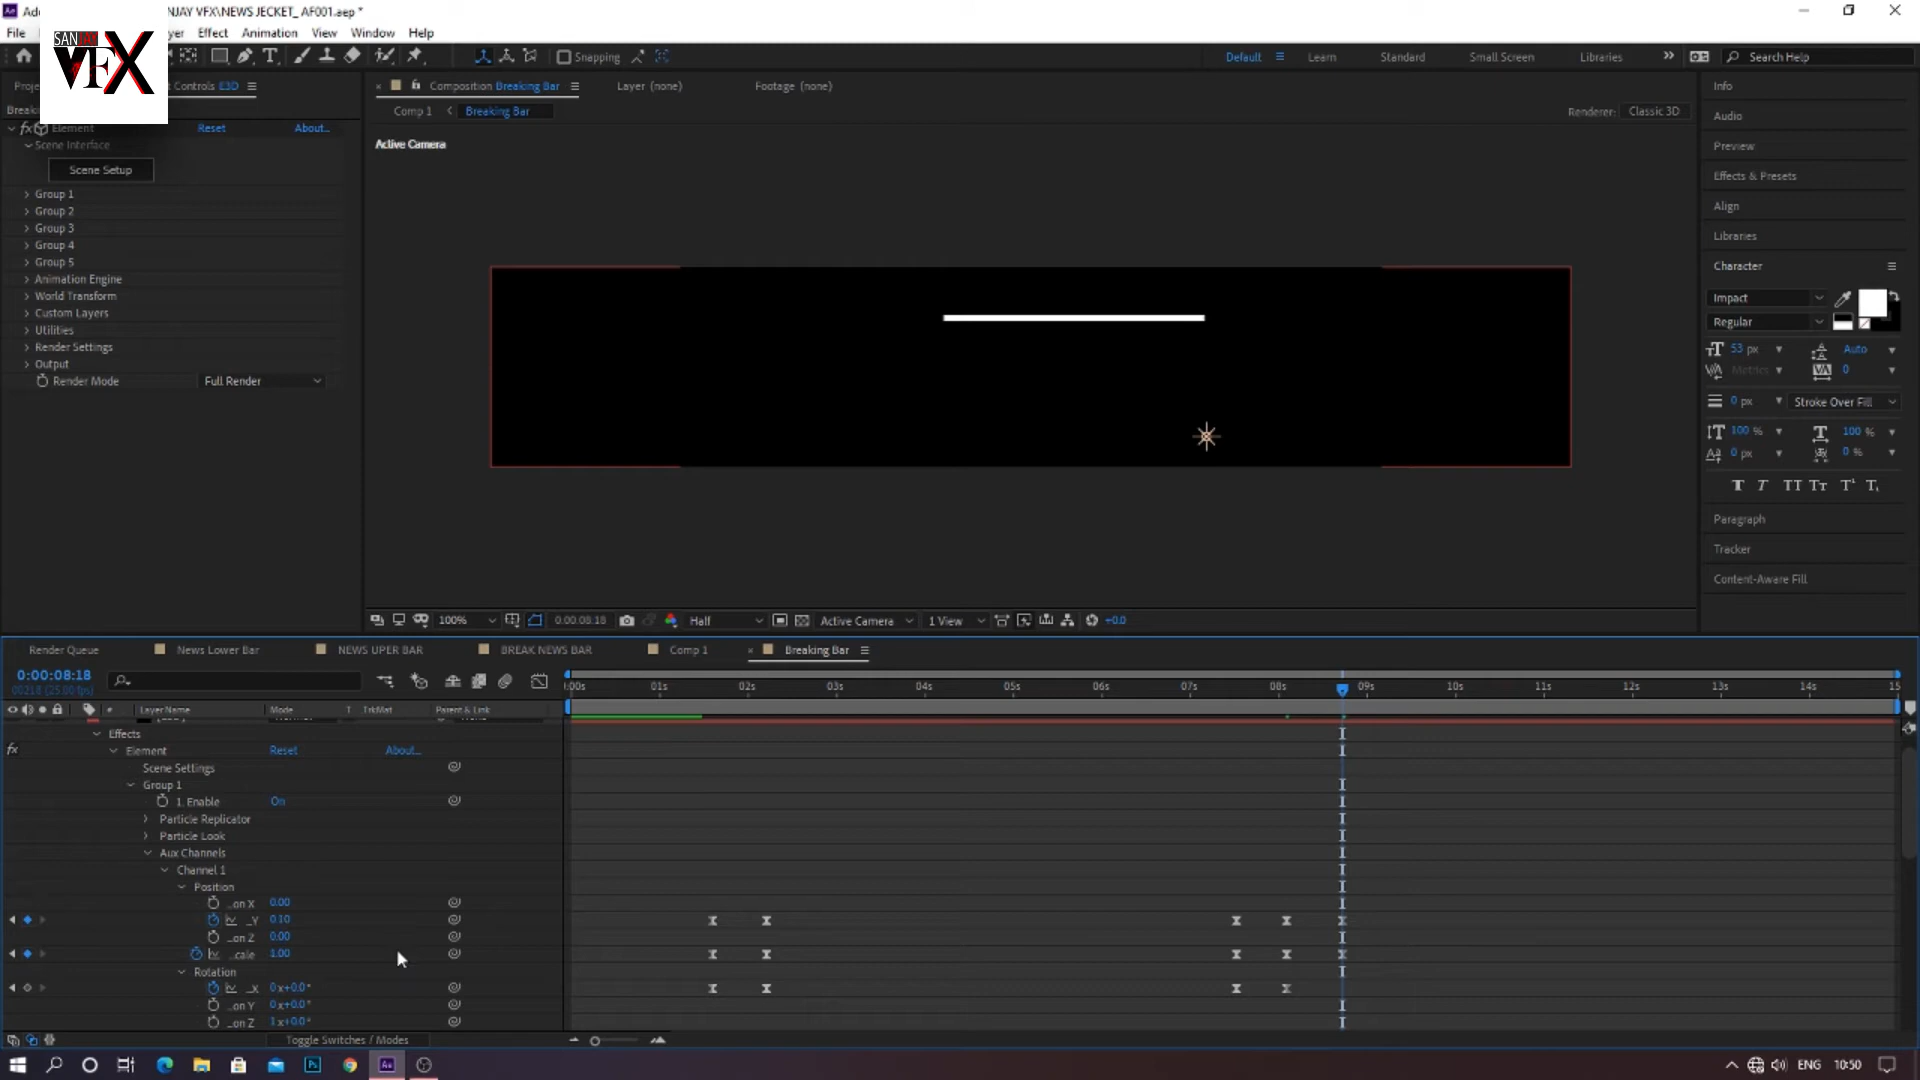 NJAY VFX\NEWS JECKET_ AF001.aep *
SANJAY
VFX
File
Effect Animation View Window Help
Snapping
Default Learn Standard Small Screen Libraries Search Help
Controls E3D
Composition Breaking Bar Layer (none) Footage (none)
Comp 1 Breaking Bar
Renderer: Classic 3D
Element Reset About...
Scene Interface
Scene Setup
Group 1
Group 2
Group 3
Group 4
Group 5
Animation Engine
World Transform
Custom Layers
Utilities
Render Settings
Output
Render Mode Full Render
Active Camera
Info
Audio
Preview
Effects & Presets
Align
Libraries
Character
Impact
Regular
53 px Auto
Metrics 0
0 px Stroke Over Fill
100 % 100 %
0 px 0 %
Paragraph
Tracker
Content-Aware Fill
100% 0:00:08:18 Half Active Camera 1 View +0.0
Render Queue News Lower Bar NEWS UPER BAR BREAK NEWS BAR Comp 1 Breaking Bar
0:00:08:18
00218 (25.00 fps)
:00s 01s 02s 03s 04s 05s 06s 07s 08s 09s 10s 11s 12s 13s 14s 15
# Layer Name Mode T TrkMat Parent & Link
Effects
Element Reset About...
Scene Settings
Group 1
1. Enable On
Particle Replicator
Particle Look
Aux Channels
Channel 1
Position
...on X 0.00
..._Y 0.10
...on Z 0.00
...cale 1.00
Rotation
..._X 0x+0.0°
...on Y 0x+0.0°
...on Z 1x+0.0°
Toggle Switches / Modes
ENG 10:50